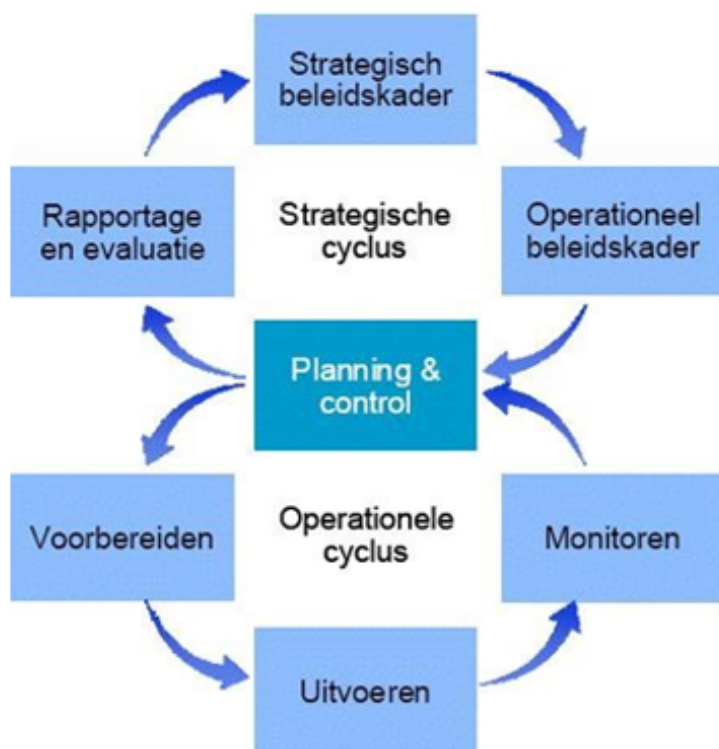 Strategisch
beleidskader
Rapportage
en evaluatie
Strategische
cyclus
Operationeel
beleidskader
Planning &
control
Voorbereiden
Operationele
cyclus
Monitoren
Uitvoeren